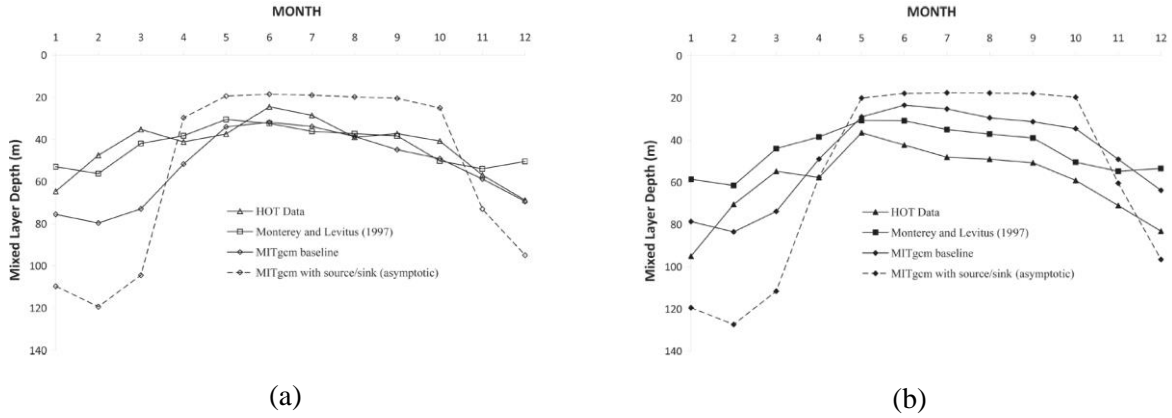 MONTH
1 2 3 4 5 6 7 8 9 10 11 12
0
20
40
60
80
100
120
140
Mixed Layer Depth (m)
HOT Data
Monterey and Levitus (1997)
MITgcm baseline
MITgcm with source/sink (asymptotic)
(a)
MONTH
1 2 3 4 5 6 7 8 9 10 11 12
0
20
40
60
80
100
120
140
Mixed Layer Depth (m)
HOT Data
Monterey and Levitus (1997)
MITgcm baseline
MITgcm with source/sink (asymptotic)
(b)